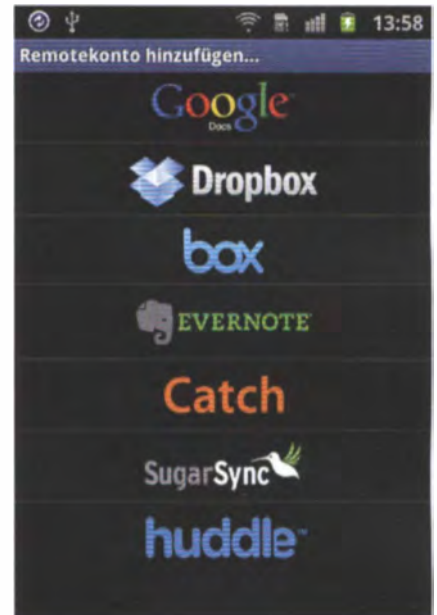 13:58
Remotekonto hinzufügen...
Google
Docs
Dropbox
box
EVERNOTE
Catch
SugarSync
huddle